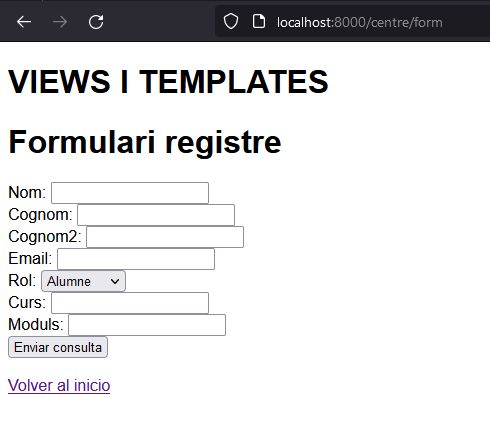 localhost:8000/centre/form
VIEWS I TEMPLATES
Formulari registre
Nom:
Cognom:
Cognom2:
Email:
Rol: Alumne
Curs:
Moduls:
Enviar consulta
Volver al inicio